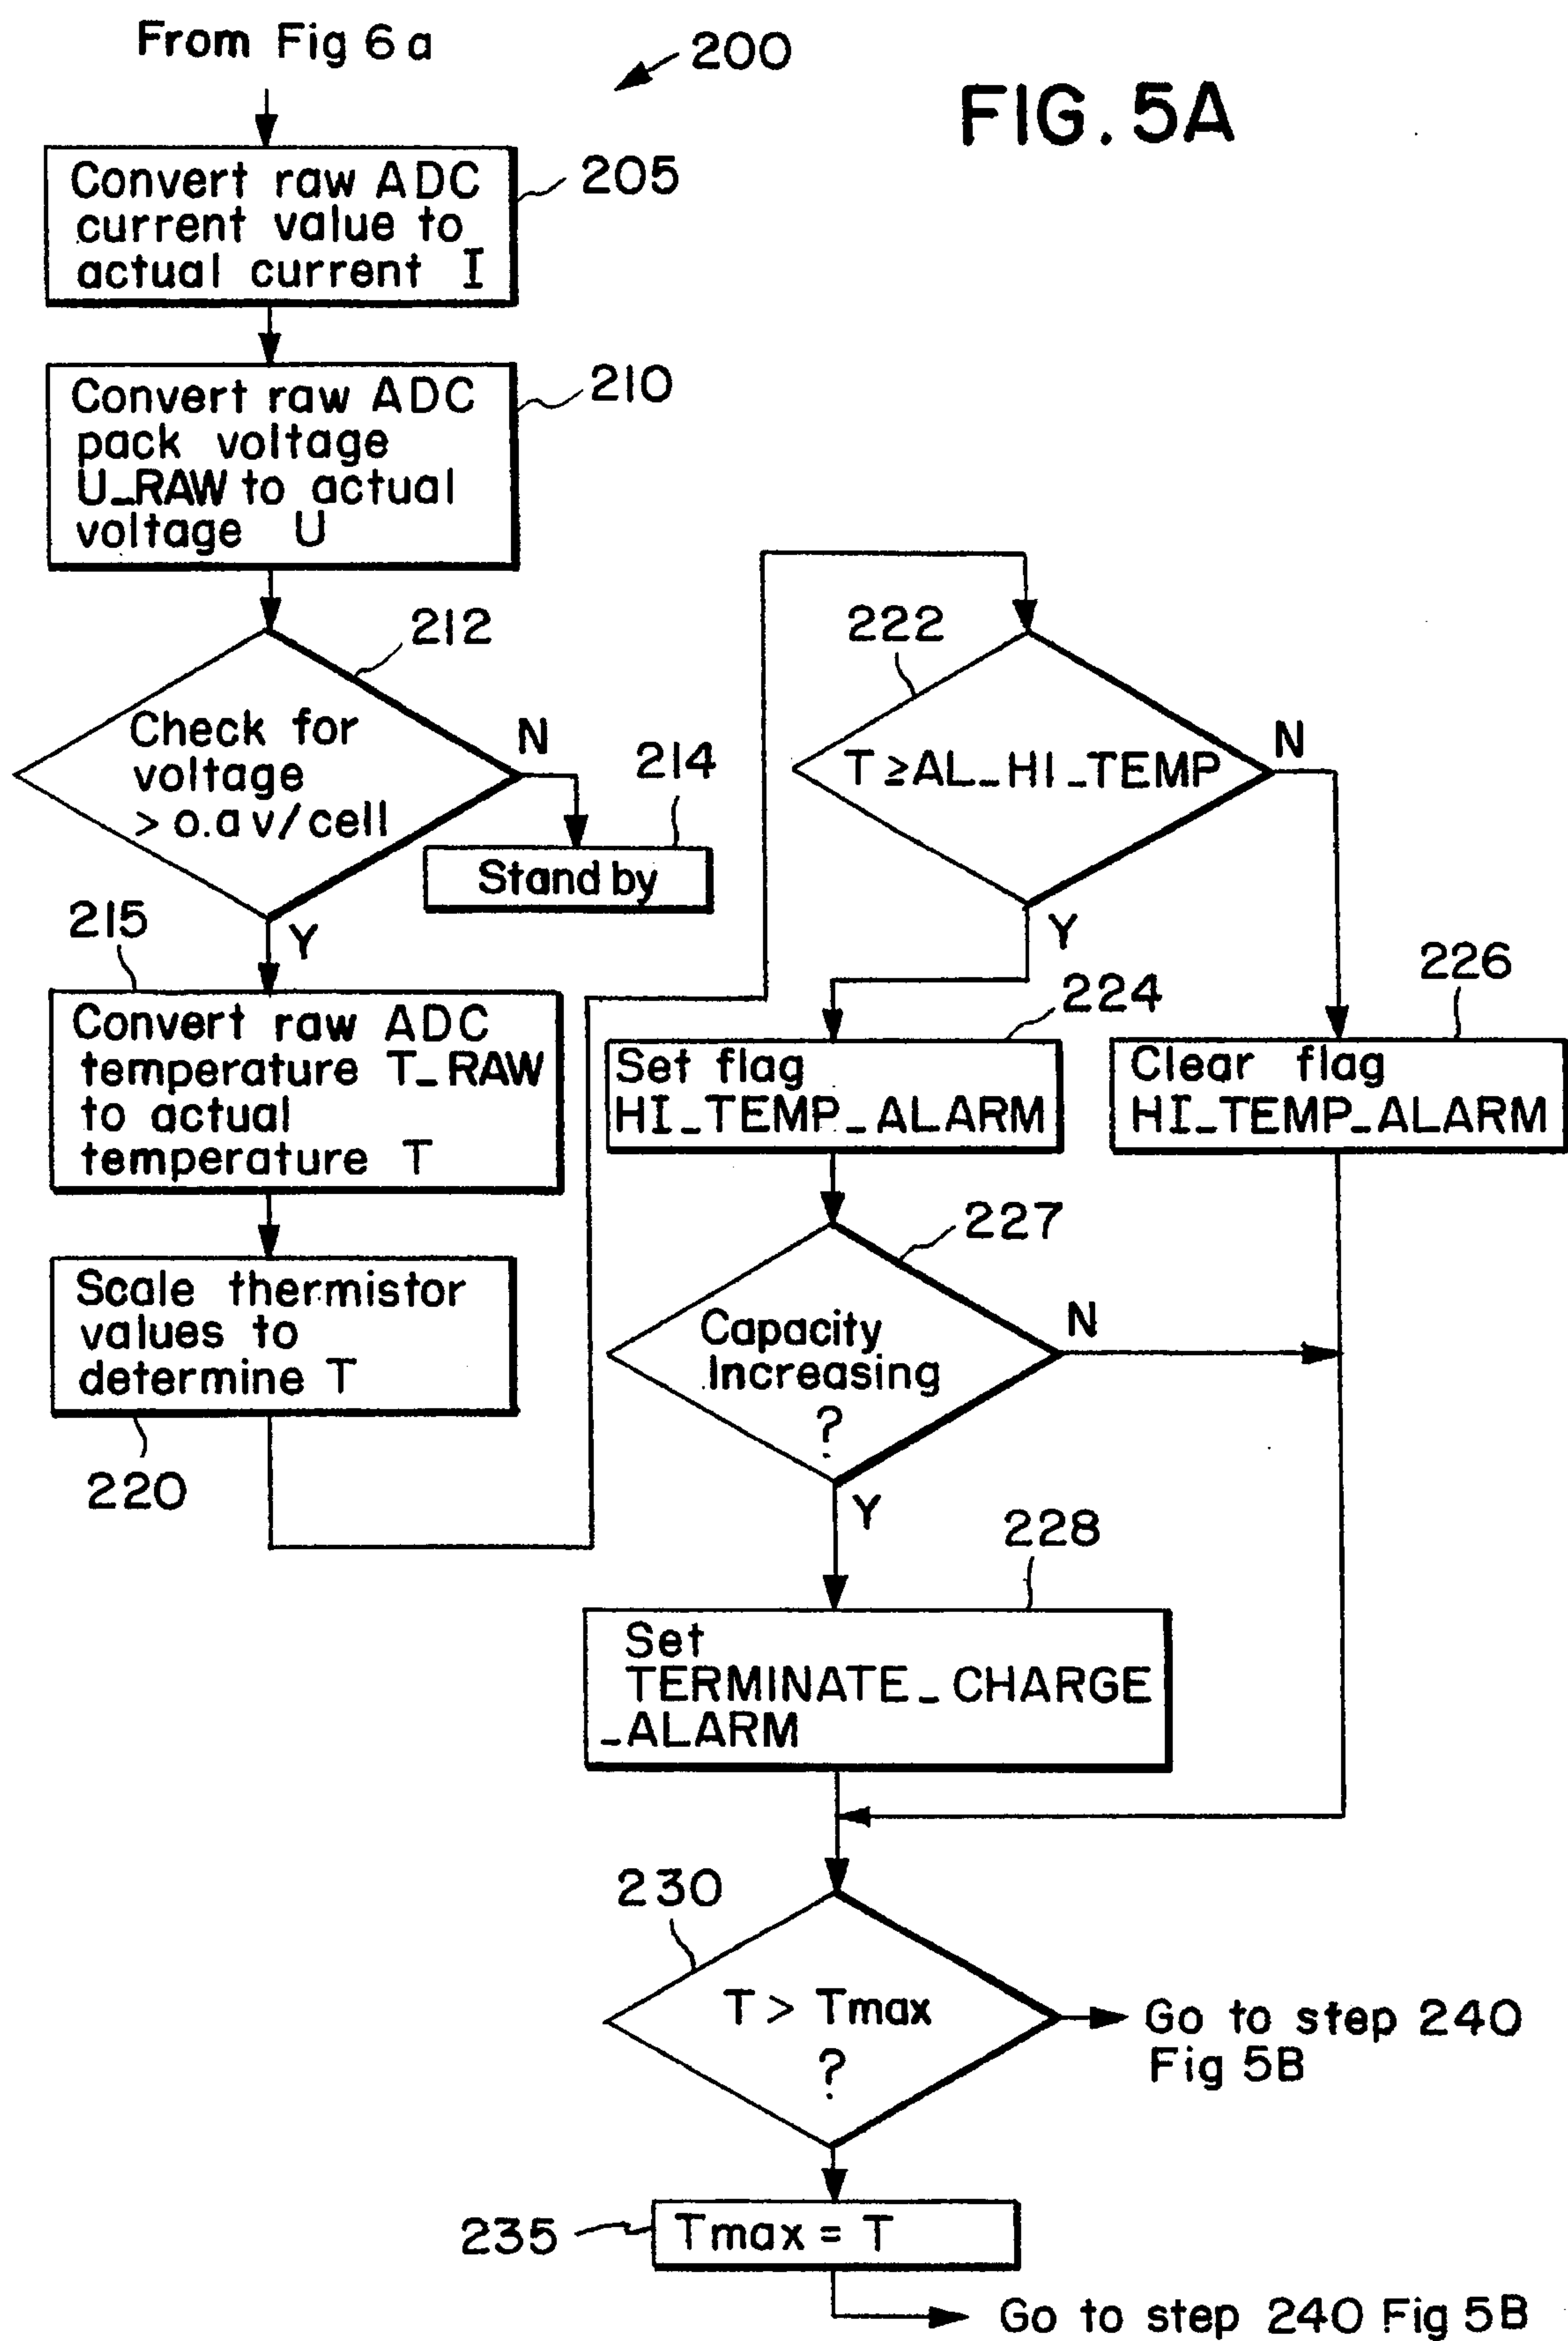 From Fig 6a
200
FIG. 5A
Convert raw ADC
current value to
actual current I
205
Convert raw ADC
pack voltage
U_RAW to actual
voltage U
210
212
Check for
voltage
> o.a v/cell
N
Y
214
Stand by
215
Convert raw ADC
temperature T_RAW
to actual
temperature T
Scale thermistor
values to
determine T
220
222
T ≥AL_HI_TEMP
N
Y
224
Set flag
HI_TEMP_ALARM
226
Clear flag
HI_TEMP_ALARM
227
Capacity
Increasing
?
N
Y
228
Set
TERMINATE_CHARGE
_ALARM
230
T > Tmax
?
Go to step 240
Fig 5B
235
Tmax = T
Go to step 240 Fig 5B